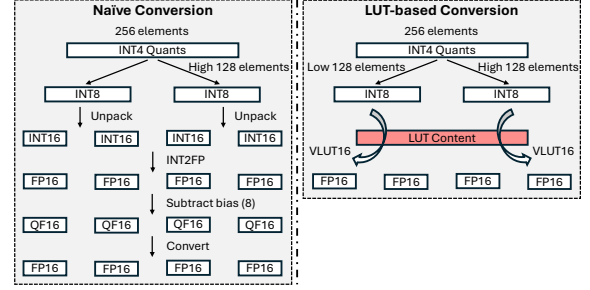 Naïve Conversion
256 elements
INT4 Quants
High 128 elements
INT8 INT8
Unpack Unpack
INT16 INT16 INT16 INT16
INT2FP
FP16 FP16 FP16 FP16
Subtract bias (8)
QF16 QF16 QF16 QF16
Convert
FP16 FP16 FP16 FP16
LUT-based Conversion
256 elements
INT4 Quants
Low 128 elements High 128 elements
INT8 INT8
LUT Content
VLUT16 VLUT16
FP16 FP16 FP16 FP16